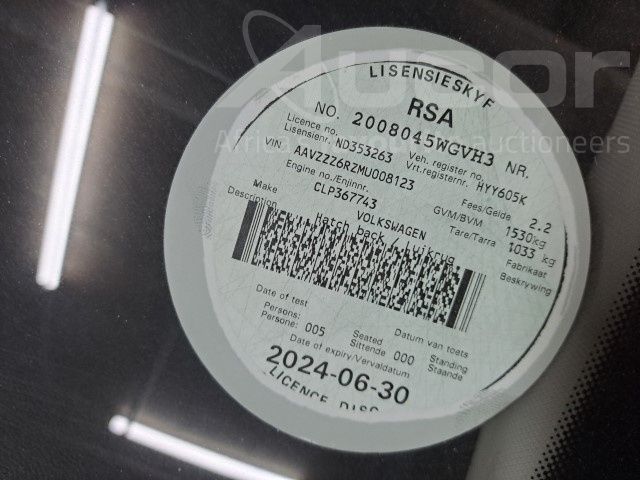 Aucor
Africa's auctioneers
LISENSIESKYF
RSA
NO. 2008045WGVH3 NR.
Licence no. Veh. register no.
Lisensienr. ND353263 Vrt.registernr. HYY605K
VIN AAVZZZ6RZMU008123 Fees/Gelde 2.2
Engine no./Enjinnr. GVM/BVM 1530kg
CLP367743 Tare/Tarra 1033 kg
Make VOLKSWAGEN Fabrikaat
Description Hatch back / Luikrug Beskrywing
Date of test Datum van toets
Persons: Seated Standing
Persone: 005 Sittende 000 Staande
Date of expiry/Vervaldatum
2024-06-30
LICENCE DISC